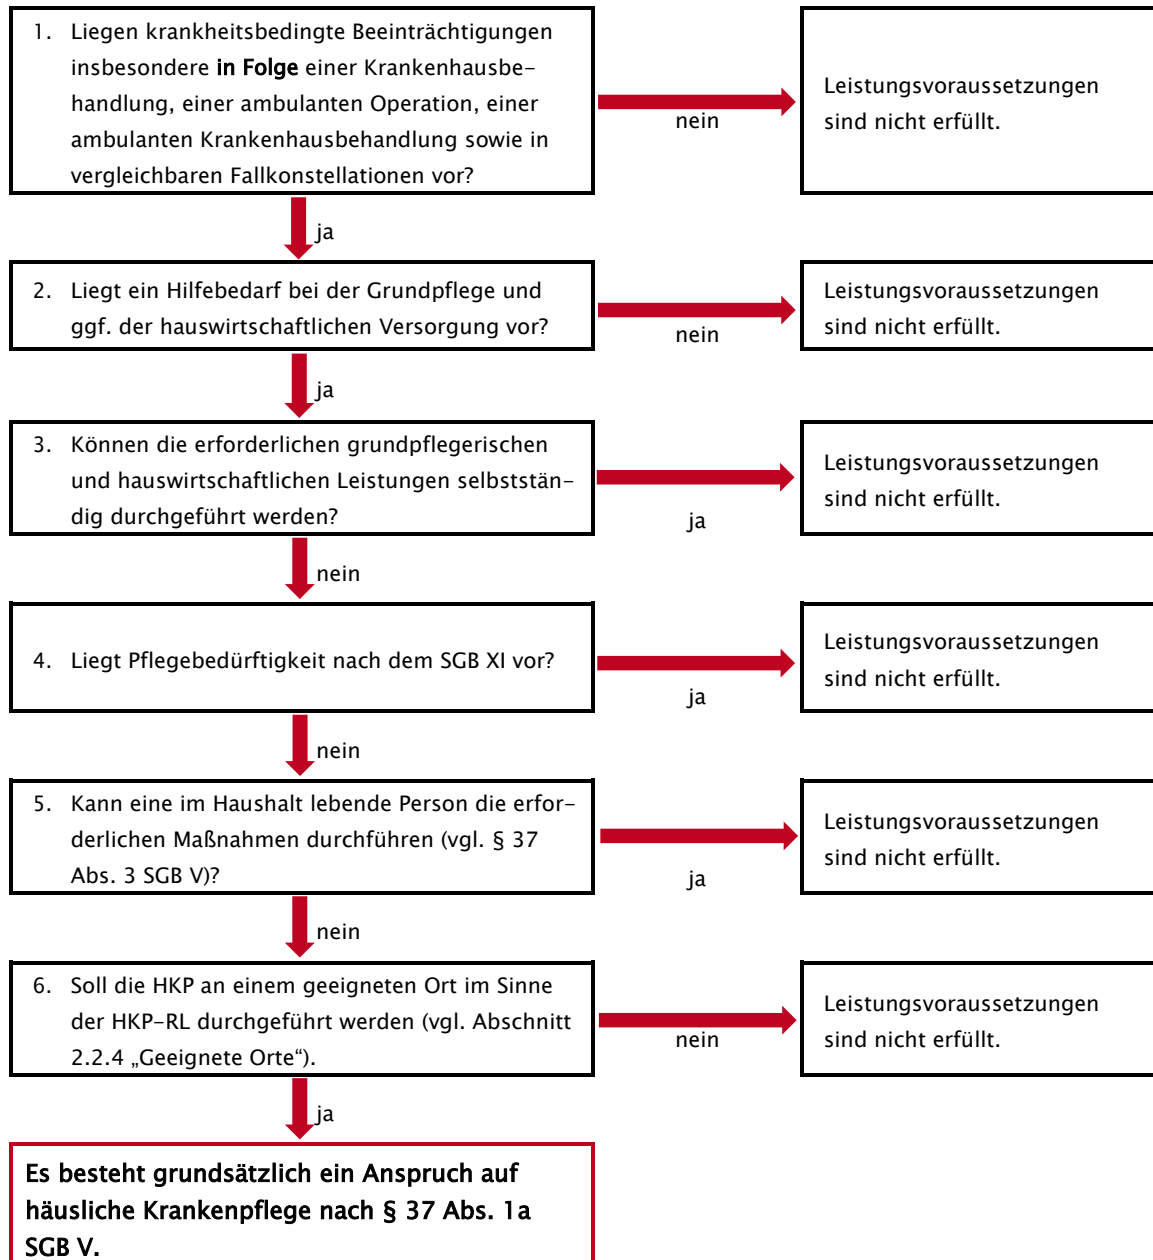 1. Liegen krankheitsbedingte Beeinträchtigungen
insbesondere in Folge einer Krankenhausbe-
handlung, einer ambulanten Operation, einer
ambulanten Krankenhausbehandlung sowie in
vergleichbaren Fallkonstellationen vor?
nein
Leistungsvoraussetzungen
sind nicht erfüllt.
ja
2. Liegt ein Hilfebedarf bei der Grundpflege und
ggf. der hauswirtschaftlichen Versorgung vor?
nein
Leistungsvoraussetzungen
sind nicht erfüllt.
ja
3. Können die erforderlichen grundpflegerischen
und hauswirtschaftlichen Leistungen selbststän-
dig durchgeführt werden?
ja
Leistungsvoraussetzungen
sind nicht erfüllt.
nein
4. Liegt Pflegebedürftigkeit nach dem SGB XI vor?
ja
Leistungsvoraussetzungen
sind nicht erfüllt.
nein
5. Kann eine im Haushalt lebende Person die erfor-
derlichen Maßnahmen durchführen (vgl. § 37
Abs. 3 SGB V)?
ja
Leistungsvoraussetzungen
sind nicht erfüllt.
nein
6. Soll die HKP an einem geeigneten Ort im Sinne
der HKP-RL durchgeführt werden (vgl. Abschnitt
2.2.4 „Geeignete Orte“).
nein
Leistungsvoraussetzungen
sind nicht erfüllt.
ja
Es besteht grundsätzlich ein Anspruch auf
häusliche Krankenpflege nach § 37 Abs. 1a
SGB V.